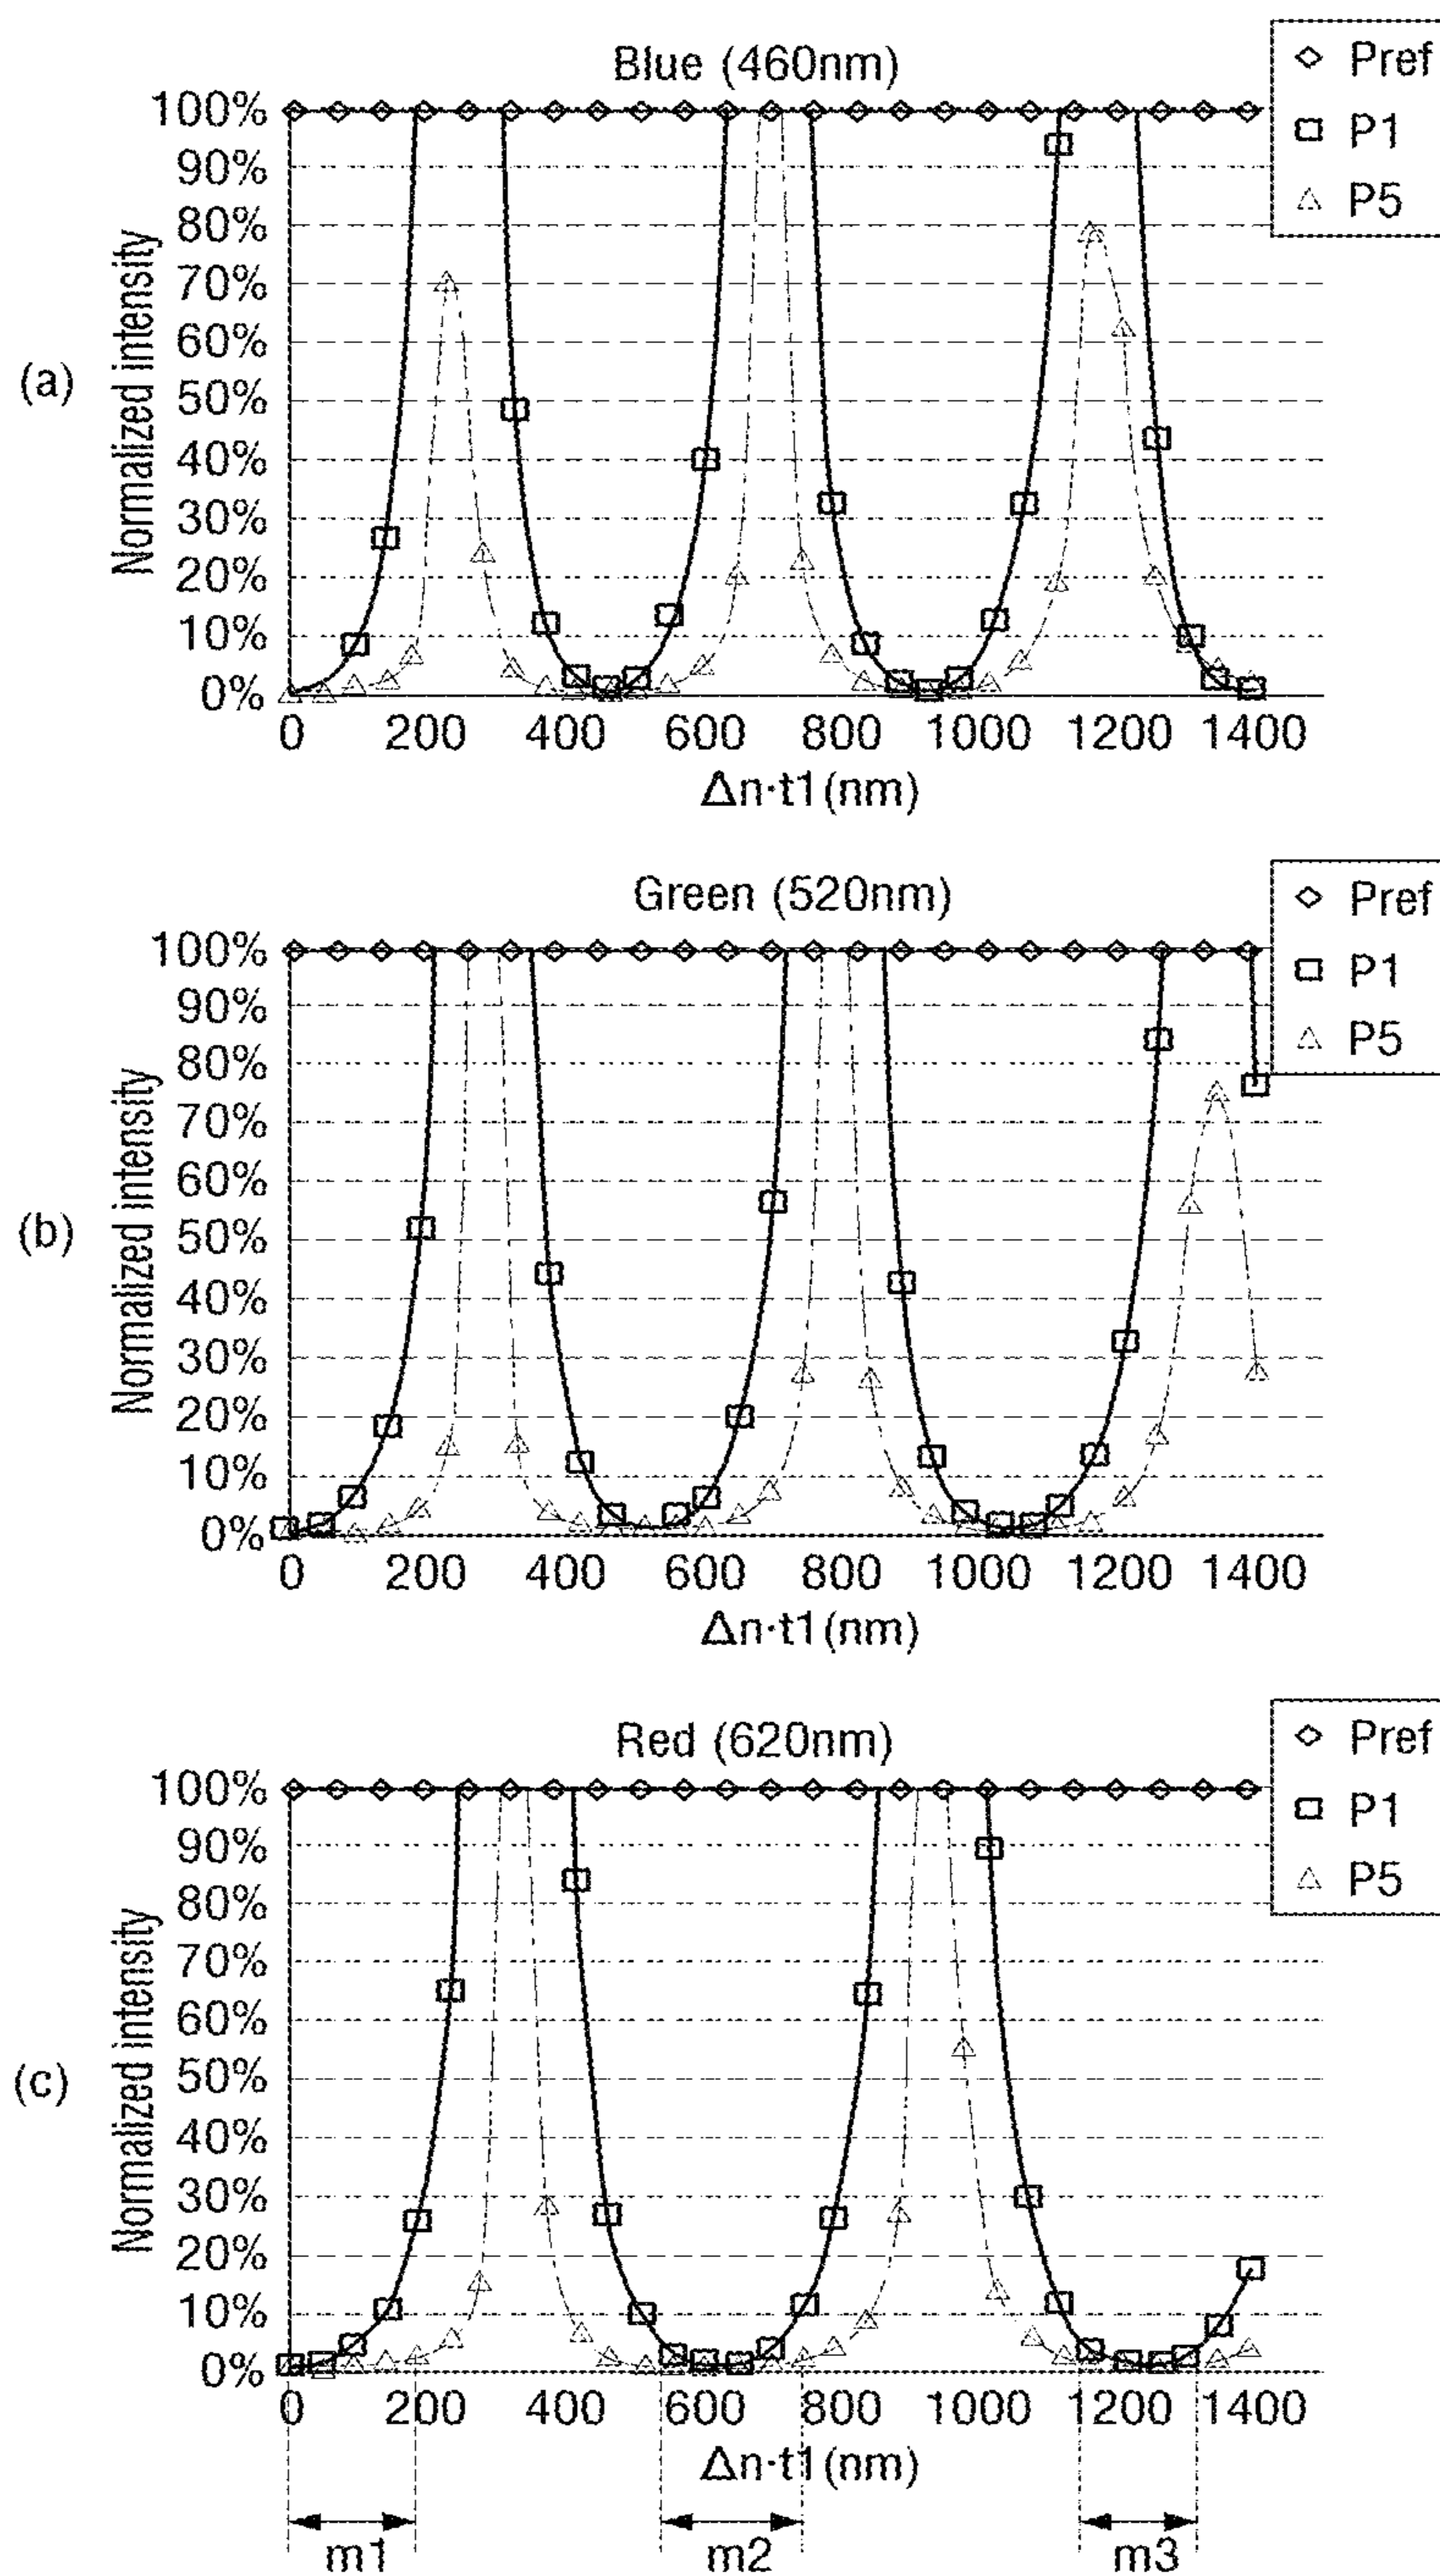 Blue (460nm)
Pref
P1
P5
100%
90%
80%
70%
60%
50%
40%
30%
20%
10%
0%
Normalized intensity
(a)
0 200 400 600 800 1000 1200 1400
Δn·t1(nm)
Green (520nm)
Pref
P1
P5
100%
90%
80%
70%
60%
50%
40%
30%
20%
10%
0%
Normalized intensity
(b)
0 200 400 600 800 1000 1200 1400
Δn·t1(nm)
Red (620nm)
Pref
P1
P5
100%
90%
80%
70%
60%
50%
40%
30%
20%
10%
0%
Normalized intensity
(c)
0 200 400 600 800 1000 1200 1400
Δn·t1(nm)
m1 m2 m3